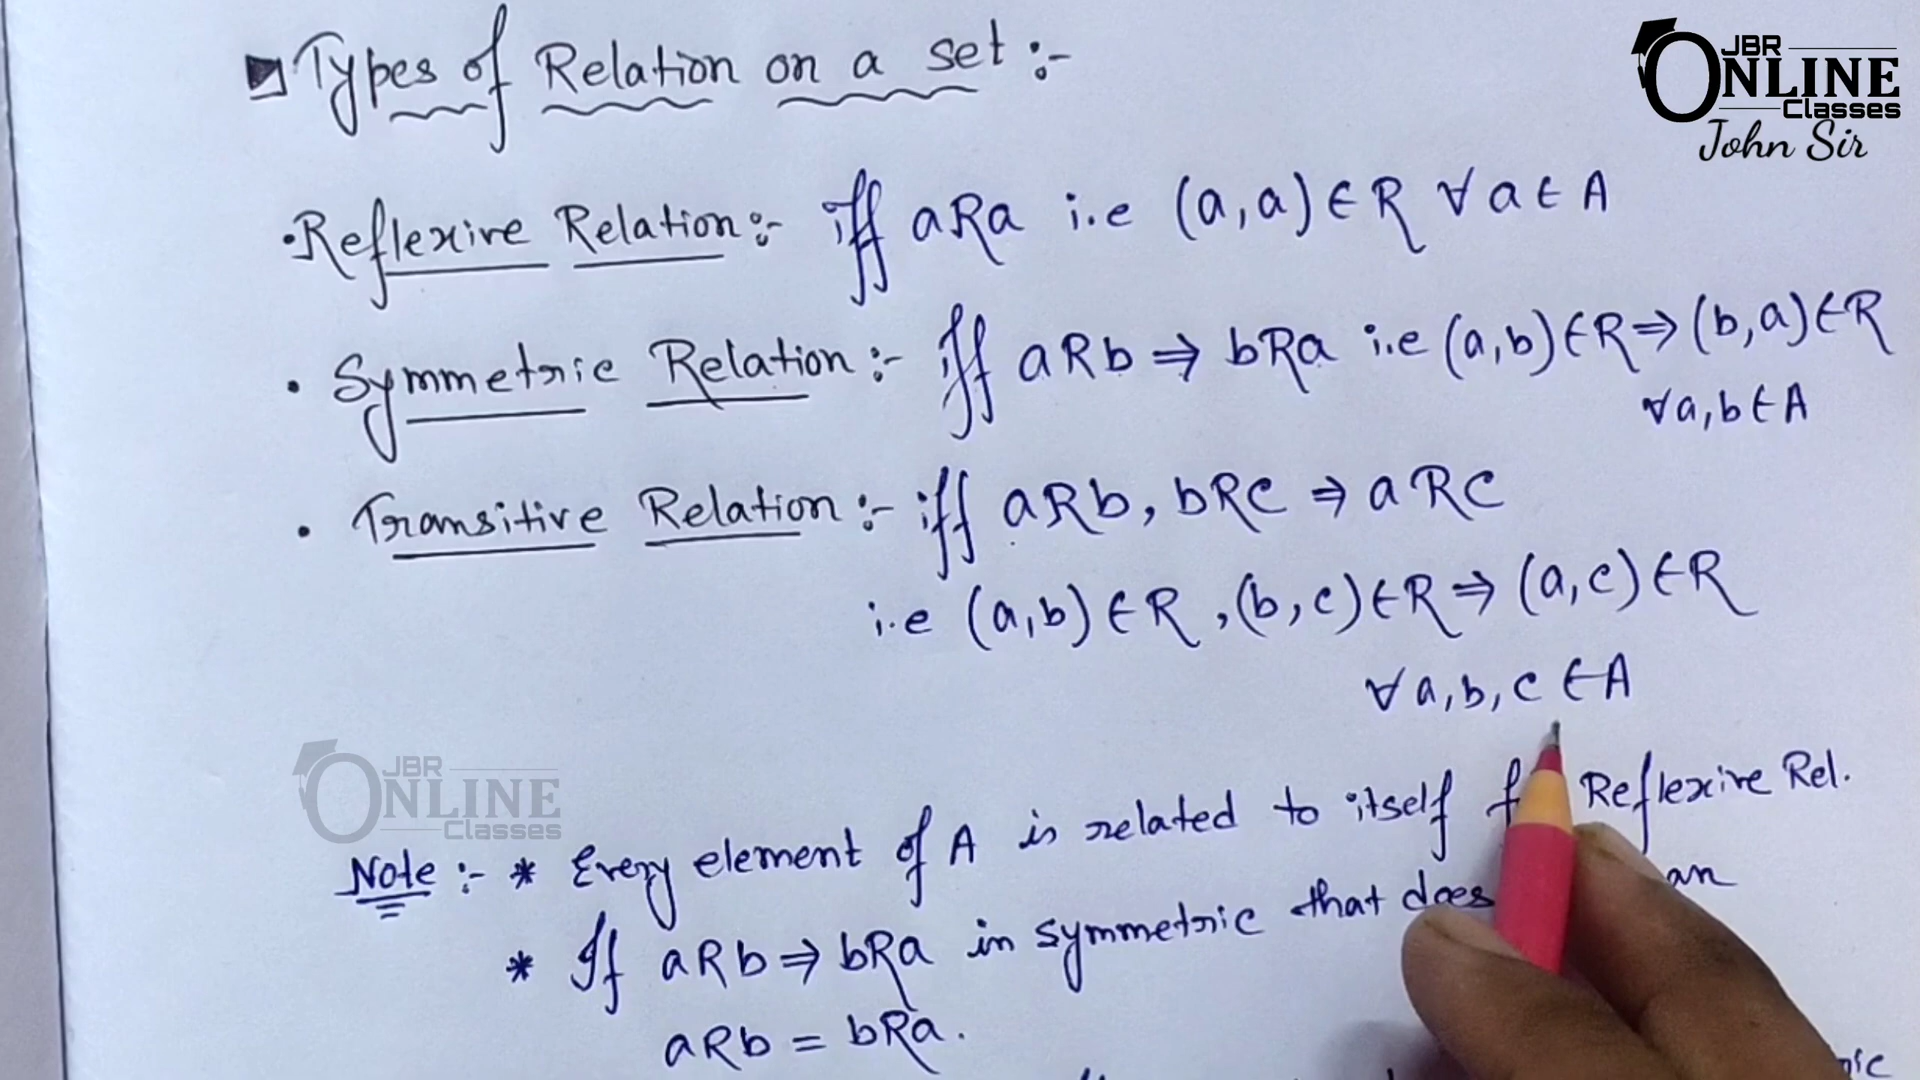 Types of Relation on a set :-
JBR
ONLINE
Classes
John Sir
• Reflexive Relation :- iff aRa i.e (a,a) ∈ R ∀ a ∈ A
• Symmetric Relation :- iff aRb ⇒ bRa i.e (a,b) ∈ R ⇒ (b,a) ∈ R
∀ a,b ∈ A
• Transitive Relation :- iff aRb, bRc ⇒ aRc
i.e (a,b) ∈ R , (b,c) ∈ R ⇒ (a,c) ∈ R
∀ a,b,c ∈ A
JBR
ONLINE
Classes
Note :- * Every element of A is related to itself Reflexive Rel.
* If aRb ⇒ bRa in symmetric that does
aRb = bRa.